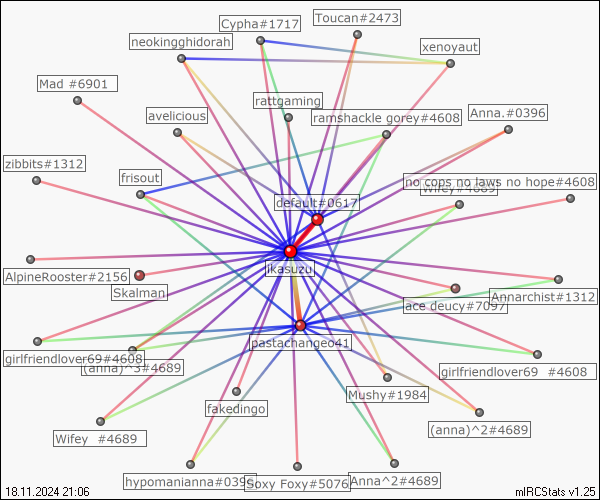 Toucan#2473
Cypha#1717
neokingghidorah
xenoyaut
Mad #6901
rattgaming
avelicious
ramshackle gorey#4608
Anna.#0396
zibbits#1312
frisout
no cops no laws no hope#4608
default#0617
ikasuzu
AlpineRooster#2156
Skalman
Annarchist#1312
ace deucy#7097
pastachange041
girlfriendlover69#4608
(anna)^3#4689
girlfriendlover69 #4608
Mushy#1984
fakedingo
(anna)^2#4689
Wifey #4689
hypomanianna#0396
Soxy Foxy#5076
Anna^2#4689
18.11.2024 21:06
mIRCStats v1.25